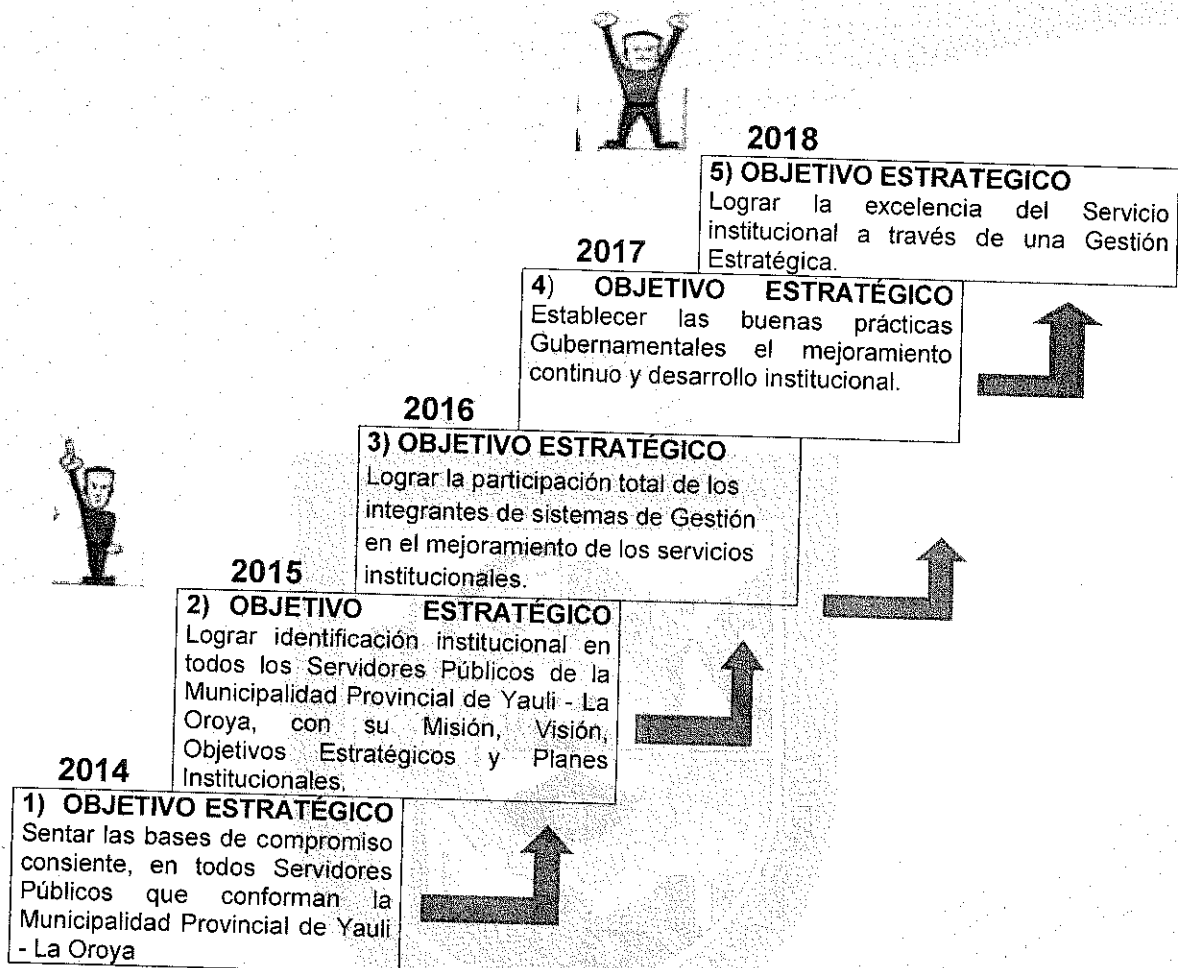 2018
5) OBJETIVO ESTRATEGICO
Lograr la excelencia del Servicio
institucional a través de una Gestión
Estratégica.
2017
4) OBJETIVO ESTRATÉGICO
Establecer las buenas prácticas
Gubernamentales el mejoramiento
continuo y desarrollo institucional.
2016
3) OBJETIVO ESTRATÉGICO
Lograr la participación total de los
integrantes de sistemas de Gestión
en el mejoramiento de los servicios
institucionales.
2015
2) OBJETIVO ESTRATÉGICO
Lograr identificación institucional en
todos los Servidores Públicos de la
Municipalidad Provincial de Yauli - La
Oroya, con su Misión, Visión,
Objetivos Estratégicos y Planes
Institucionales.
2014
1) OBJETIVO ESTRATÉGICO
Sentar las bases de compromiso
consiente, en todos Servidores
Públicos que conforman la
Municipalidad Provincial de Yauli
- La Oroya